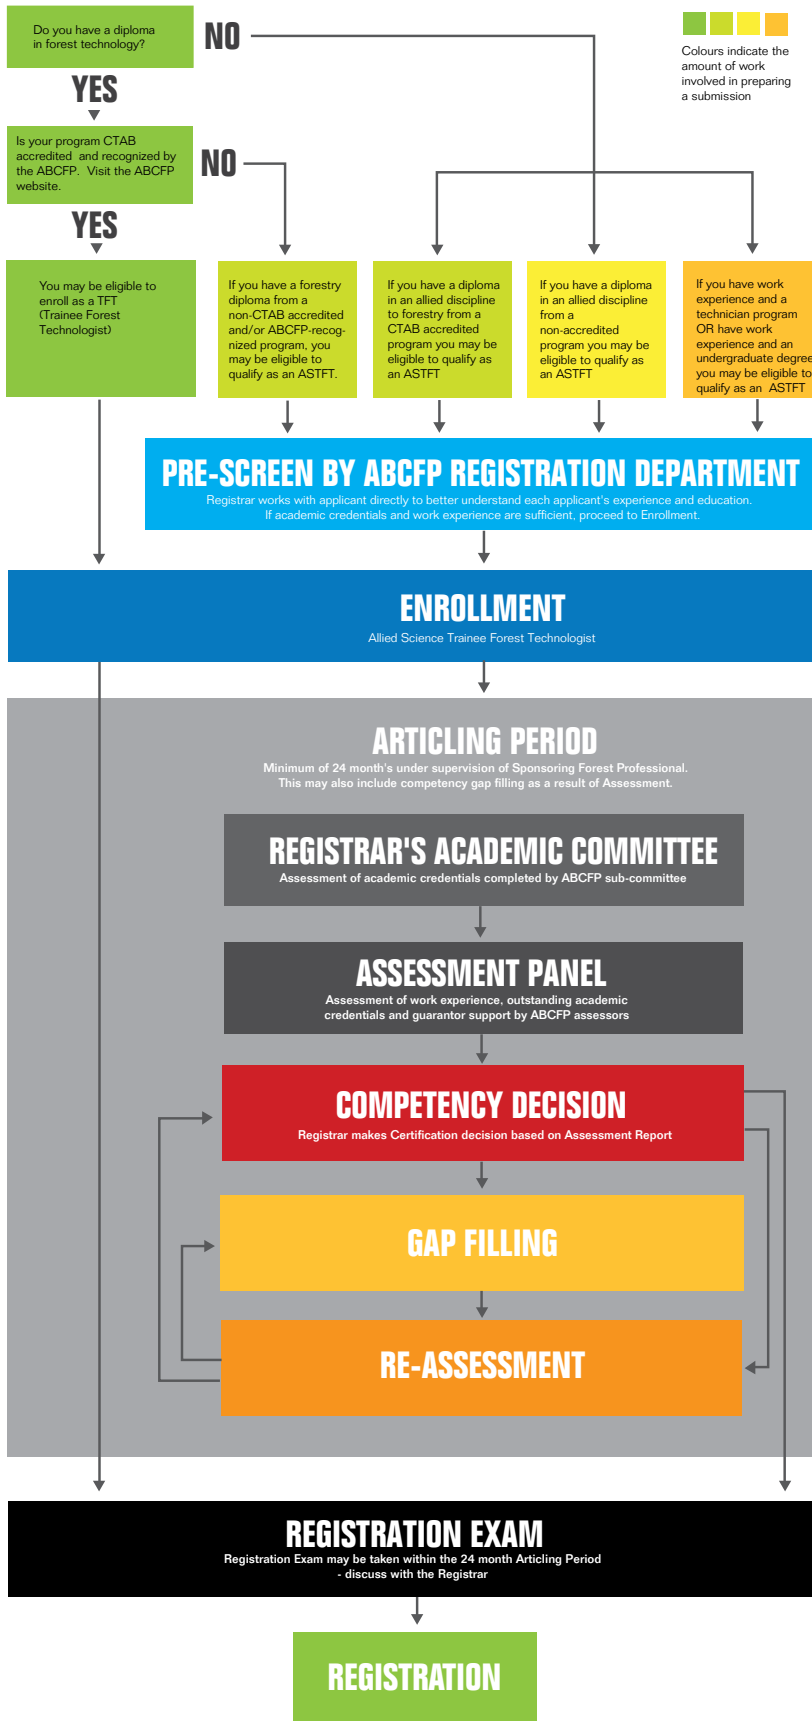 Do you have a diploma
in forest technology?
NO
Colours indicate the
amount of work
involved in preparing
a submission
YES
Is your program CTAB
accredited and recognized by
the ABCFP. Visit the ABCFP
website.
NO
YES
You may be eligible to
enroll as a TFT
(Trainee Forest
Technologist)
If you have a forestry
diploma from a
non-CTAB accredited
and/or ABCFP-recog-
nized program, you
may be eligible to
qualify as an ASTFT.
If you have a diploma
in an allied discipline
to forestry from a
CTAB accredited
program you may be
eligible to qualify as
an ASTFT
If you have a diploma
in an allied discipline
from a
non-accredited
program you may be
eligible to qualify as
an ASTFT
If you have work
experience and a
technician program
OR have work
experience and an
undergraduate degree
you may be eligible to
qualify as an ASTFT
PRE-SCREEN BY ABCFP REGISTRATION DEPARTMENT
Registrar works with applicant directly to better understand each applicant's experience and education.
If academic credentials and work experience are sufficient, proceed to Enrollment.
ENROLLMENT
Allied Science Trainee Forest Technologist
ARTICLING PERIOD
Minimum of 24 month's under supervision of Sponsoring Forest Professional.
This may also include competency gap filling as a result of Assessment.
REGISTRAR'S ACADEMIC COMMITTEE
Assessment of academic credentials completed by ABCFP sub-committee
ASSESSMENT PANEL
Assessment of work experience, outstanding academic
credentials and guarantor support by ABCFP assessors
COMPETENCY DECISION
Registrar makes Certification decision based on Assessment Report
GAP FILLING
RE-ASSESSMENT
REGISTRATION EXAM
Registration Exam may be taken within the 24 month Articling Period
- discuss with the Registrar
REGISTRATION